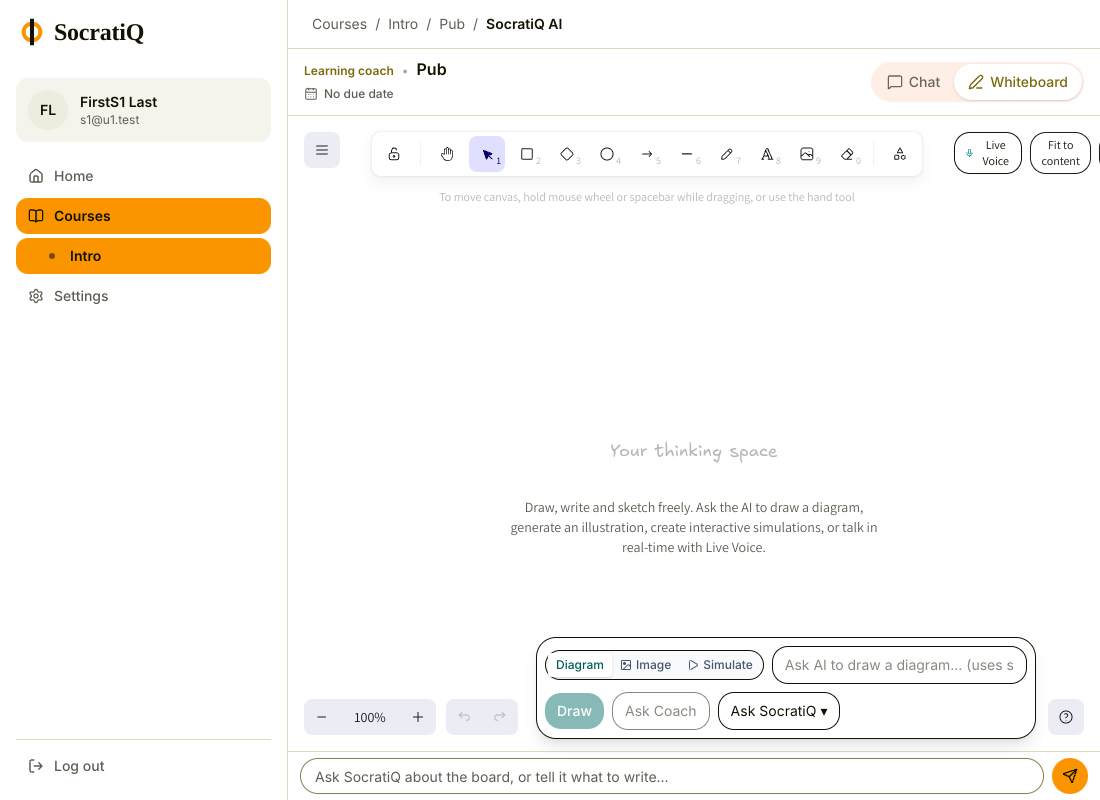 SocratiQ
FL
FirstS1 Last
s1@u1.test
Home
Courses
Intro
Settings
Log out
Courses / Intro / Pub / SocratiQ AI
Learning coach • Pub
No due date
Chat
Whiteboard
1
2
3
4
5
6
7
8
9
0
Live
Voice
Fit to
content
To move canvas, hold mouse wheel or spacebar while dragging, or use the hand tool
Your thinking space
Draw, write and sketch freely. Ask the AI to draw a diagram,
generate an illustration, create interactive simulations, or talk in
real-time with Live Voice.
Diagram
Image
Simulate
Ask AI to draw a diagram... (uses s
Draw
Ask Coach
Ask SocratiQ ▾
100%
Ask SocratiQ about the board, or tell it what to write...